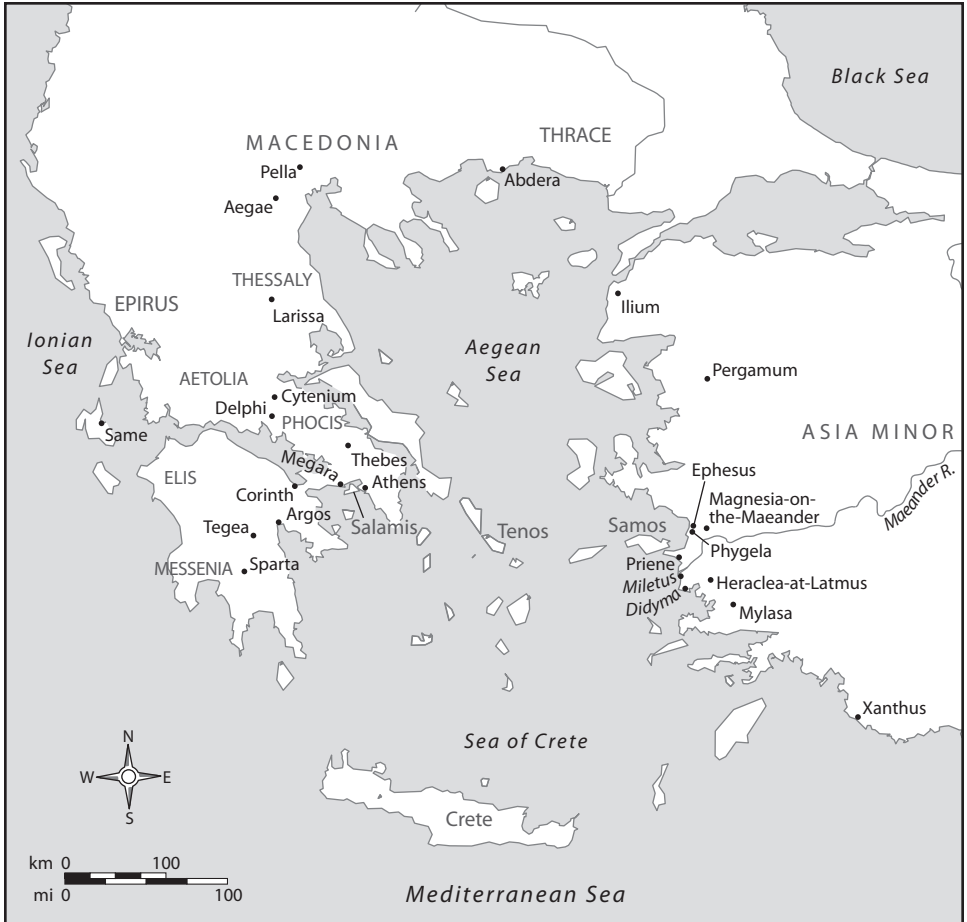 Black Sea
MACEDONIA
THRACE
Pella
Abdera
Aegae
THESSALY
EPIRUS
Larissa
Ilium
Ionian
Sea
Aegean
Sea
Pergamum
AETOLIA
Cytenium
Delphi
PHOCIS
Same
Thebes
ASIA MINOR
Megara
ELIS
Athens
Ephesus
Corinth
Magnesia-on-
the-Maeander
Maeander R.
Argos
Salamis
Tenos
Samos
Tegea
Phygela
MESSENIA
Sparta
Priene
Miletus
Heraclea-at-Latmus
Didyma
Mylasa
Xanthus
Sea of Crete
N
W
E
S
Crete
km 0 100
mi 0 100
Mediterranean Sea